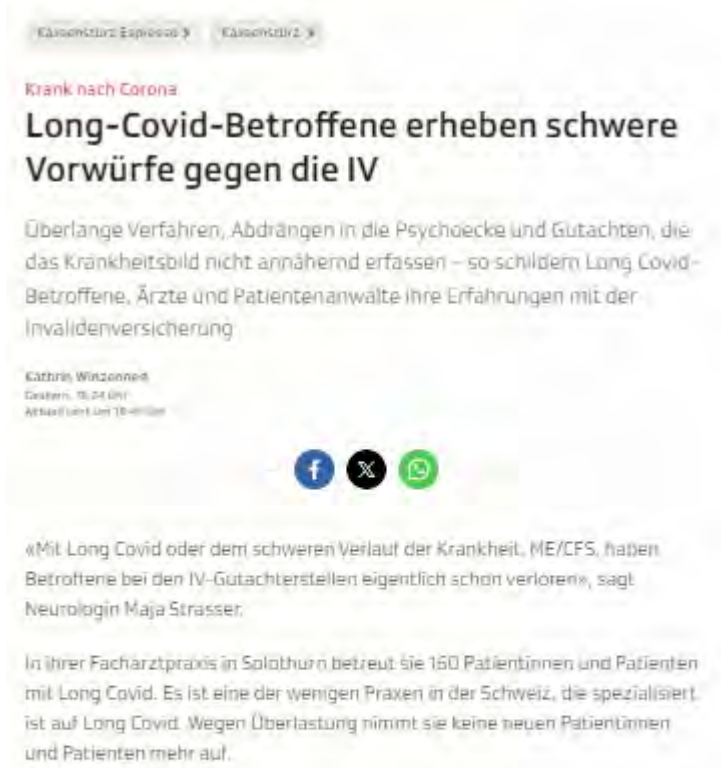 Kassensturz Espresso > Kassensturz >
Krank nach Corona
Long-Covid-Betroffene erheben schwere
Vorwürfe gegen die IV
Überlange Verfahren, Abdrängen in die Psychoecke und Gutachten, die
das Krankheitsbild nicht annähernd erfassen – so schildern Long Covid-
Betroffene, Ärzte und Patientenanwälte ihre Erfahrungen mit der
Invalidenversicherung
Kathrin
Gestern,
Aktualisiert um
«Mit Long Covid oder dem schweren Verlauf der Krankheit, ME/CFS, haben
Betroffene bei den IV-Gutachterstellen eigentlich schon verloren», sagt
Neurologin Maja Strasser.
In ihrer Facharztpraxis in Solothurn betreut sie 160 Patientinnen und Patienten
mit Long Covid. Es ist eine der wenigen Praxen in der Schweiz, die spezialisiert
ist auf Long Covid. Wegen Überlastung nimmt sie keine neuen Patientinnen
und Patienten mehr auf.